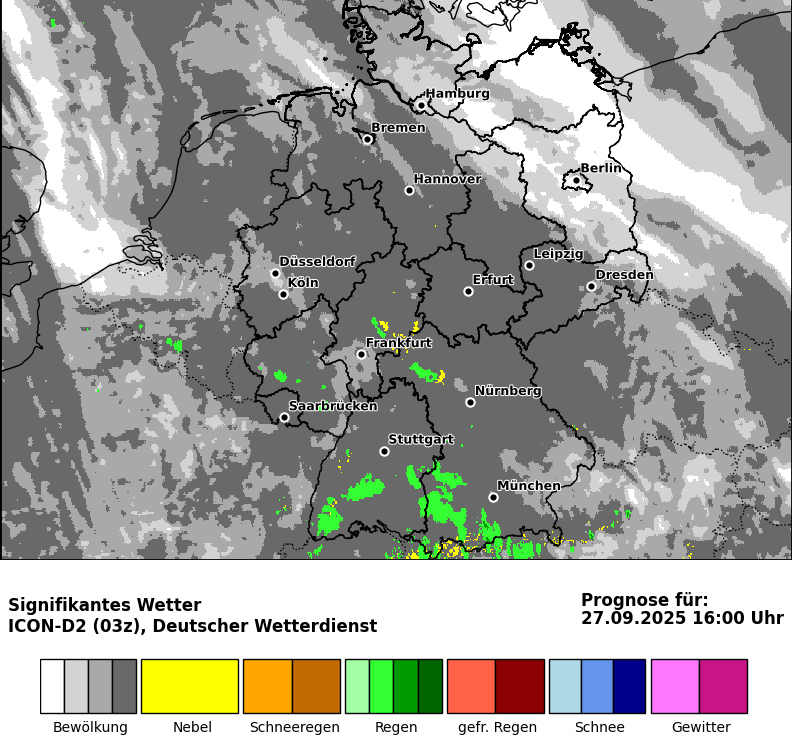 Hamburg
Bremen
Berlin
Hannover
Leipzig
Düsseldorf
Dresden
Köln
Erfurt
Frankfurt
Nürnberg
Saarbrücken
Stuttgart
München
Signifikantes Wetter
ICON-D2 (03z), Deutscher Wetterdienst
Prognose für:
27.09.2025 16:00 Uhr
Bewölkung
Nebel
Schneeregen
Regen
gefr. Regen
Schnee
Gewitter